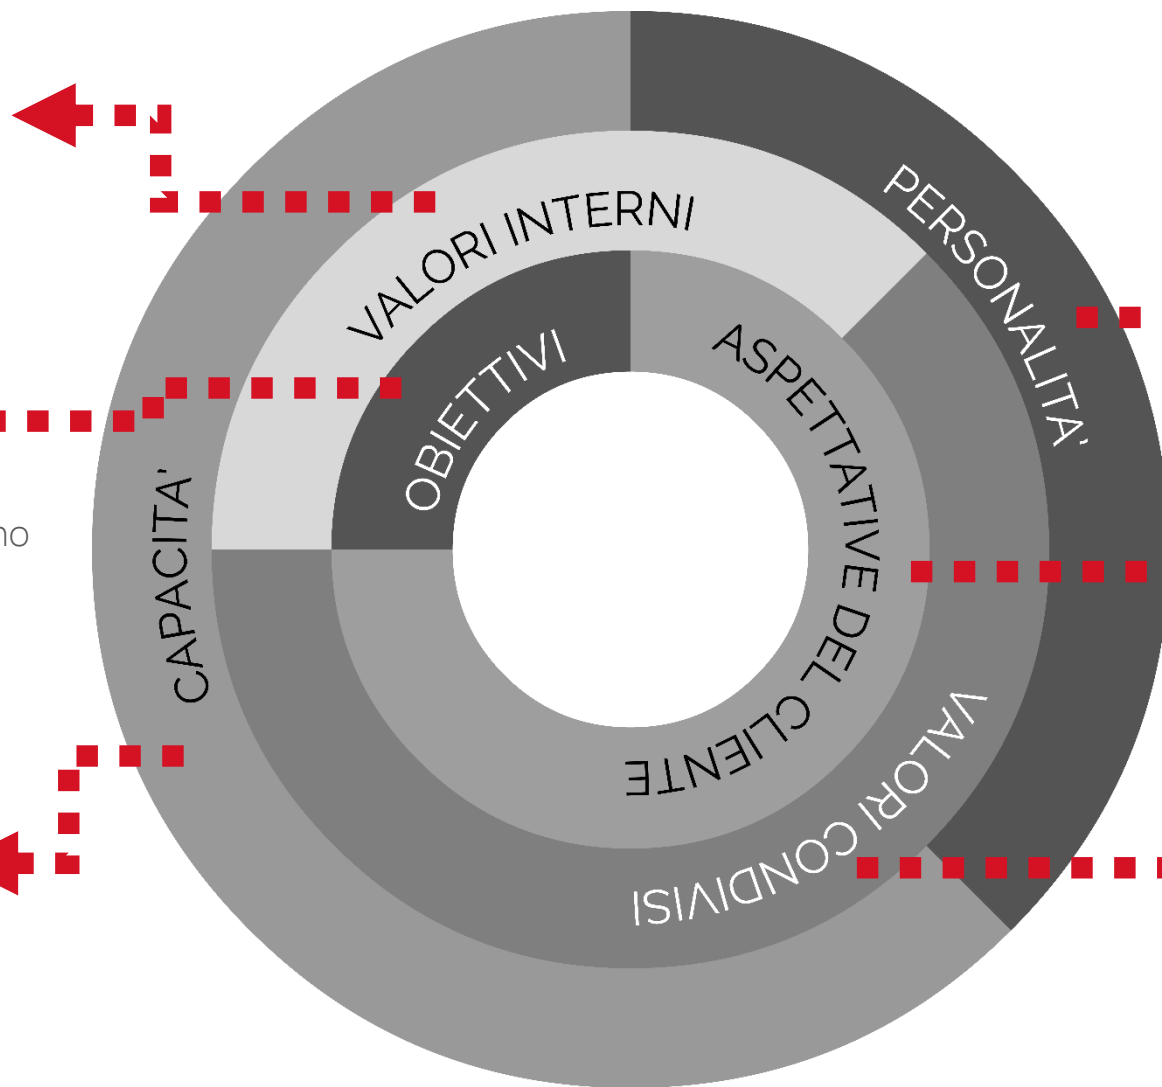 PERSONALITA'
VALORI INTERNI
OBIETTIVI
ASPETTATIVE DEL CLIENTE
CAPACITA'
VALORI CONDIVISI